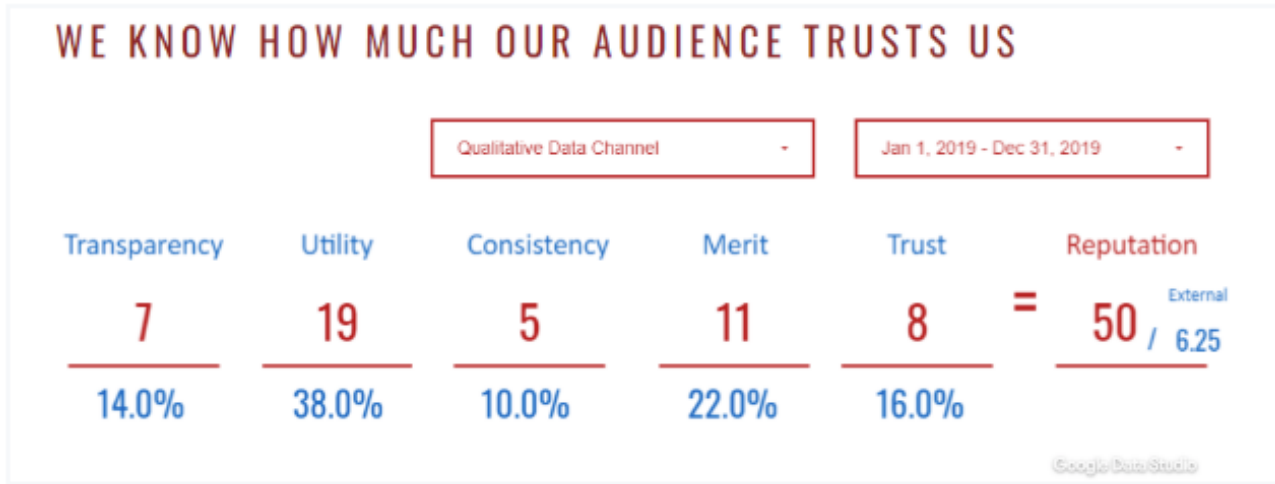 WE KNOW HOW MUCH OUR AUDIENCE TRUSTS US
Qualitative Data Channel
Jan 1, 2019 - Dec 31, 2019
Transparency Utility Consistency Merit Trust Reputation
External
7 19 5 11 8 = 50 / 6.25
14.0% 38.0% 10.0% 22.0% 16.0%
Google Data Studio